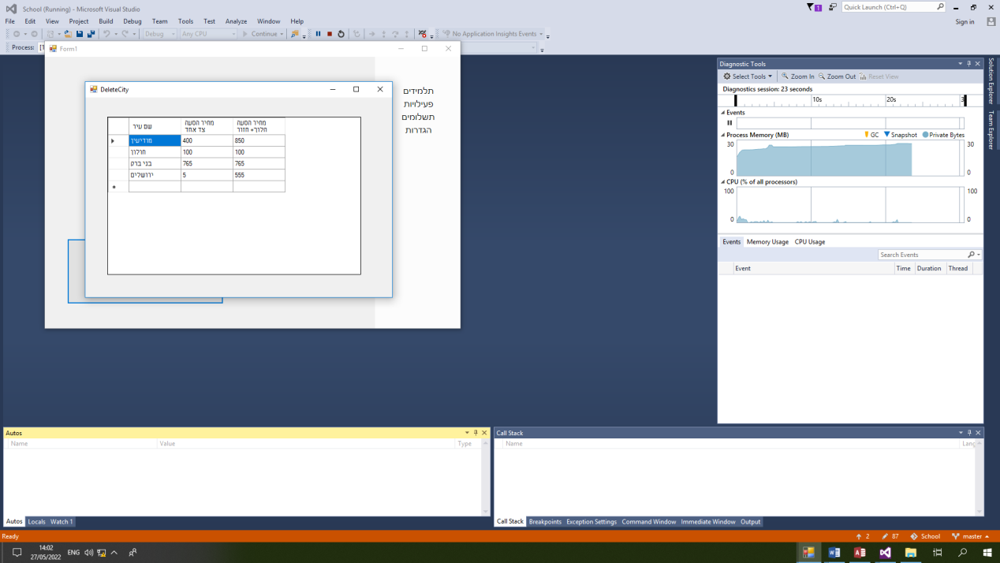 School (Running) - Microsoft Visual Studio
1
Quick Launch (Ctrl+Q)
File Edit View Project Build Debug Team Tools Test Analyze Window Help
Sign in
Debug Any CPU Continue No Application Insights Events
Process:
Form1
תלמידים
פעילויות
תשלומים
הגדרות
DeleteCity
שם עיר
מחיר הסעה צד אחד
מחיר הסעה הלוך+ חזור
מודיעין 400 850
חולון 100 100
בני ברק 765 765
ירושלים 5 555
Diagnostic Tools
Select Tools Zoom In Zoom Out Reset View
Diagnostics session: 23 seconds
10s 20s 3
Events
Process Memory (MB) GC Snapshot Private Bytes
30 30
0 0
CPU (% of all processors)
100 100
0 0
Events Memory Usage CPU Usage
Search Events
Event Time Duration Thread
Solution Explorer
Team Explorer
Autos
Name Value Type
Autos Locals Watch 1
Call Stack
Name Lang
Call Stack Breakpoints Exception Settings Command Window Immediate Window Output
Ready
2 87 School master
14:02
27/05/2022
ENG